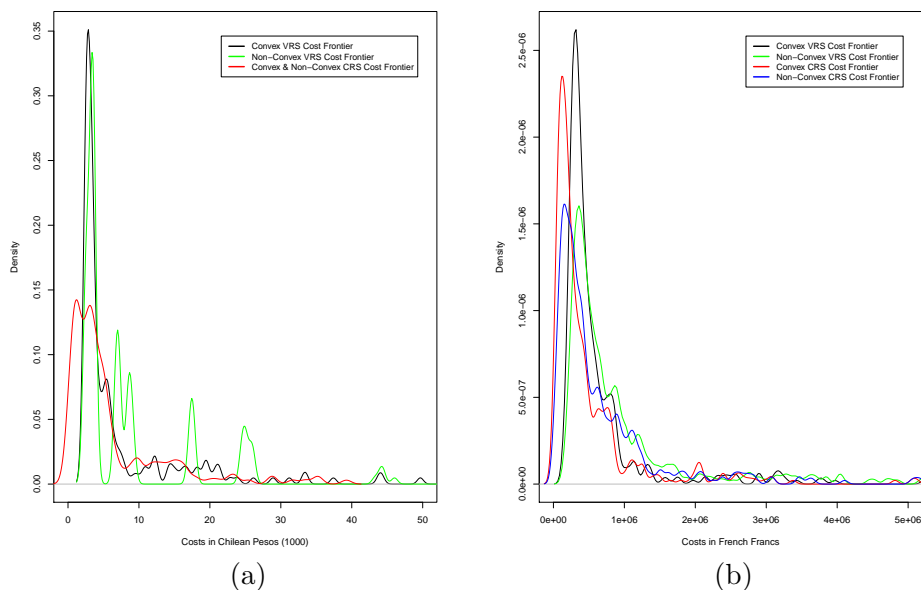 Convex VRS Cost Frontier
Non−Convex VRS Cost Frontier
Convex & Non−Convex CRS Cost Frontier
Density
0.35
0.30
0.25
0.20
0.15
0.10
0.05
0.00
0 10 20 30 40 50
Costs in Chilean Pesos (1000)
(a)
Convex VRS Cost Frontier
Non−Convex VRS Cost Frontier
Convex CRS Cost Frontier
Non−Convex CRS Cost Frontier
Density
2.5e−06
2.0e−06
1.5e−06
1.0e−06
5.0e−07
0.0e+00
0e+00 1e+06 2e+06 3e+06 4e+06 5e+06
Costs in French Francs
(b)